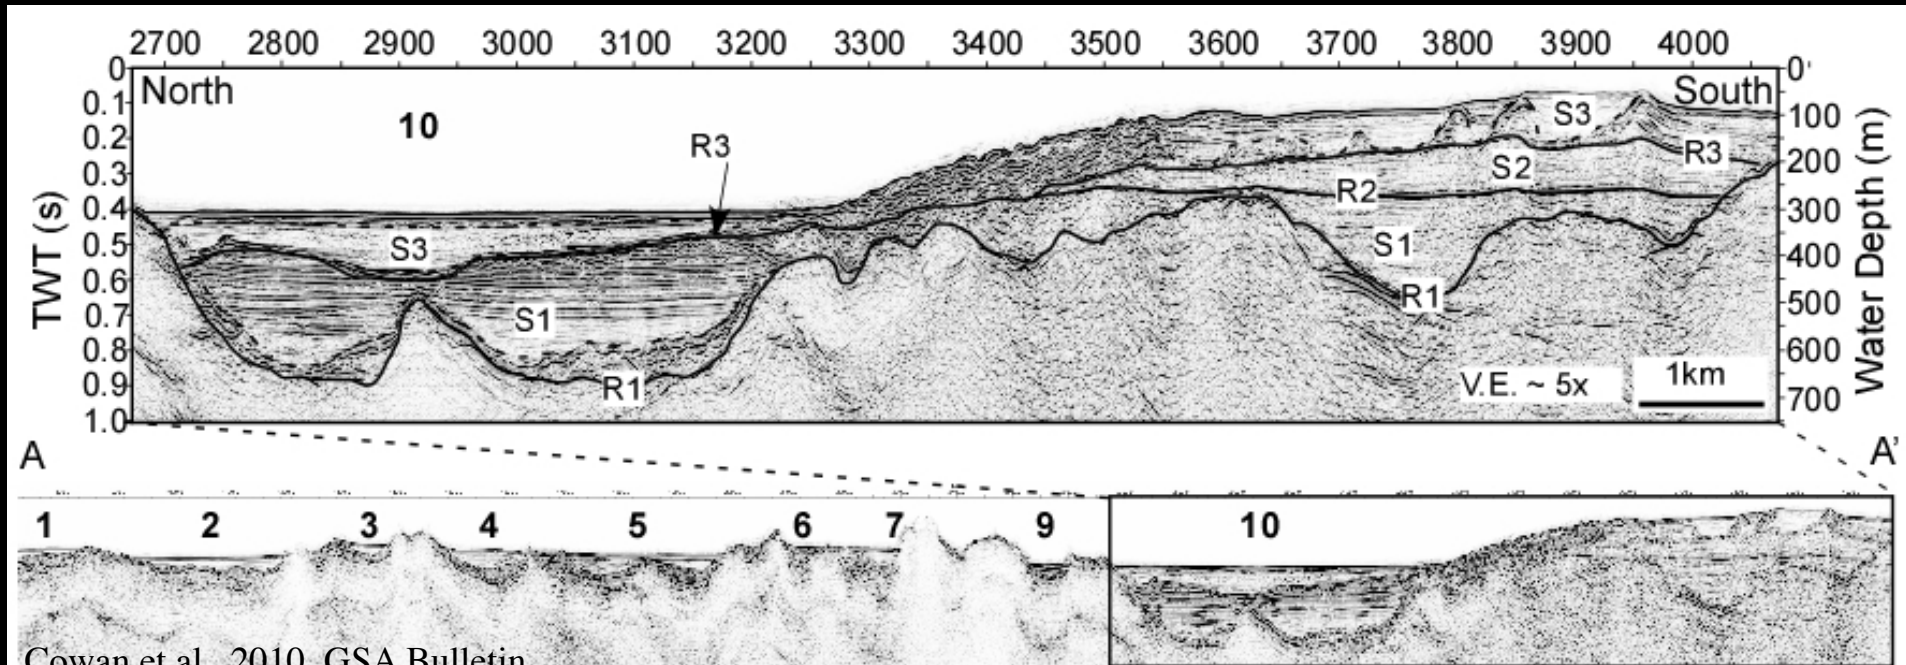 2700 2800 2900 3000 3100 3200 3300 3400 3500 3600 3700 3800 3900 4000
0 North South 0'
0.1 S3 100
10
0.2 R3 R3
S2 200
0.3
R2
0.4 300
S3 S1
0.5 400
0.6
R1 500
0.7 S1
0.8 600
R1 V.E. ~ 5x 1km
0.9
700
1.0
TWT (s)
Water Depth (m)
A A'
1 2 3 4 5 6 7 9 10
Cowan et al., 2010, GSA Bulletin